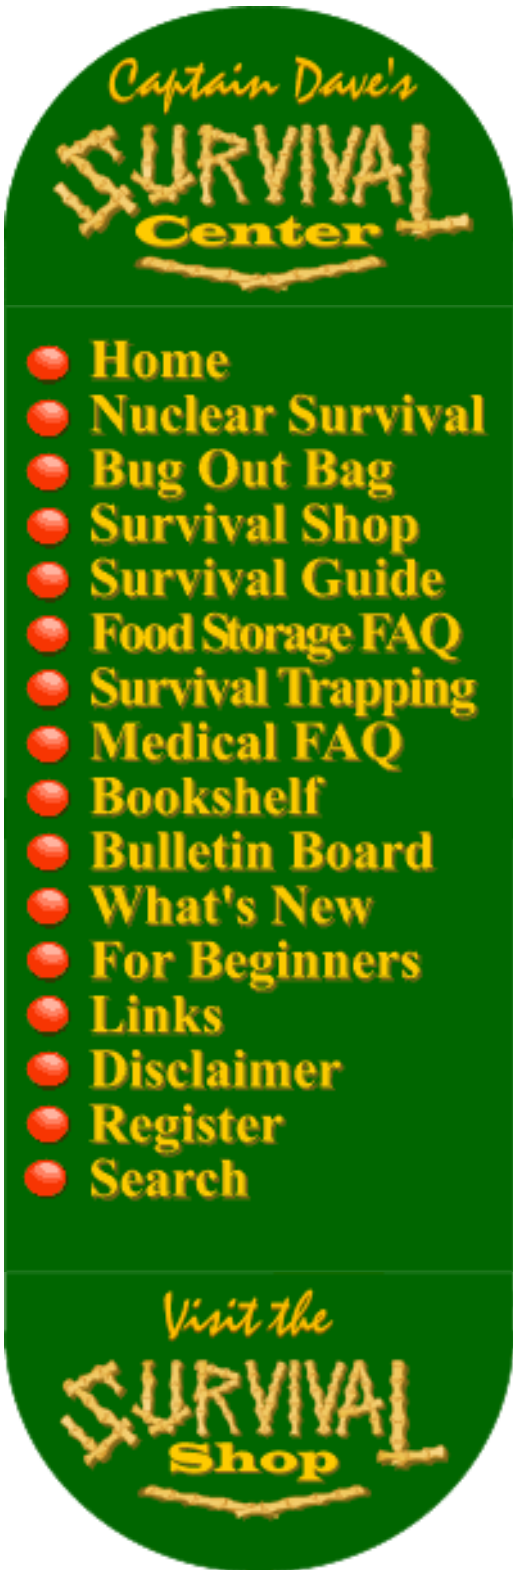 Captain Dave's
SURVIVAL
Center
Home
Nuclear Survival
Bug Out Bag
Survival Shop
Survival Guide
Food Storage FAQ
Survival Trapping
Medical FAQ
Bookshelf
Bulletin Board
What's New
For Beginners
Links
Disclaimer
Register
Search
Visit the
SURVIVAL
Shop